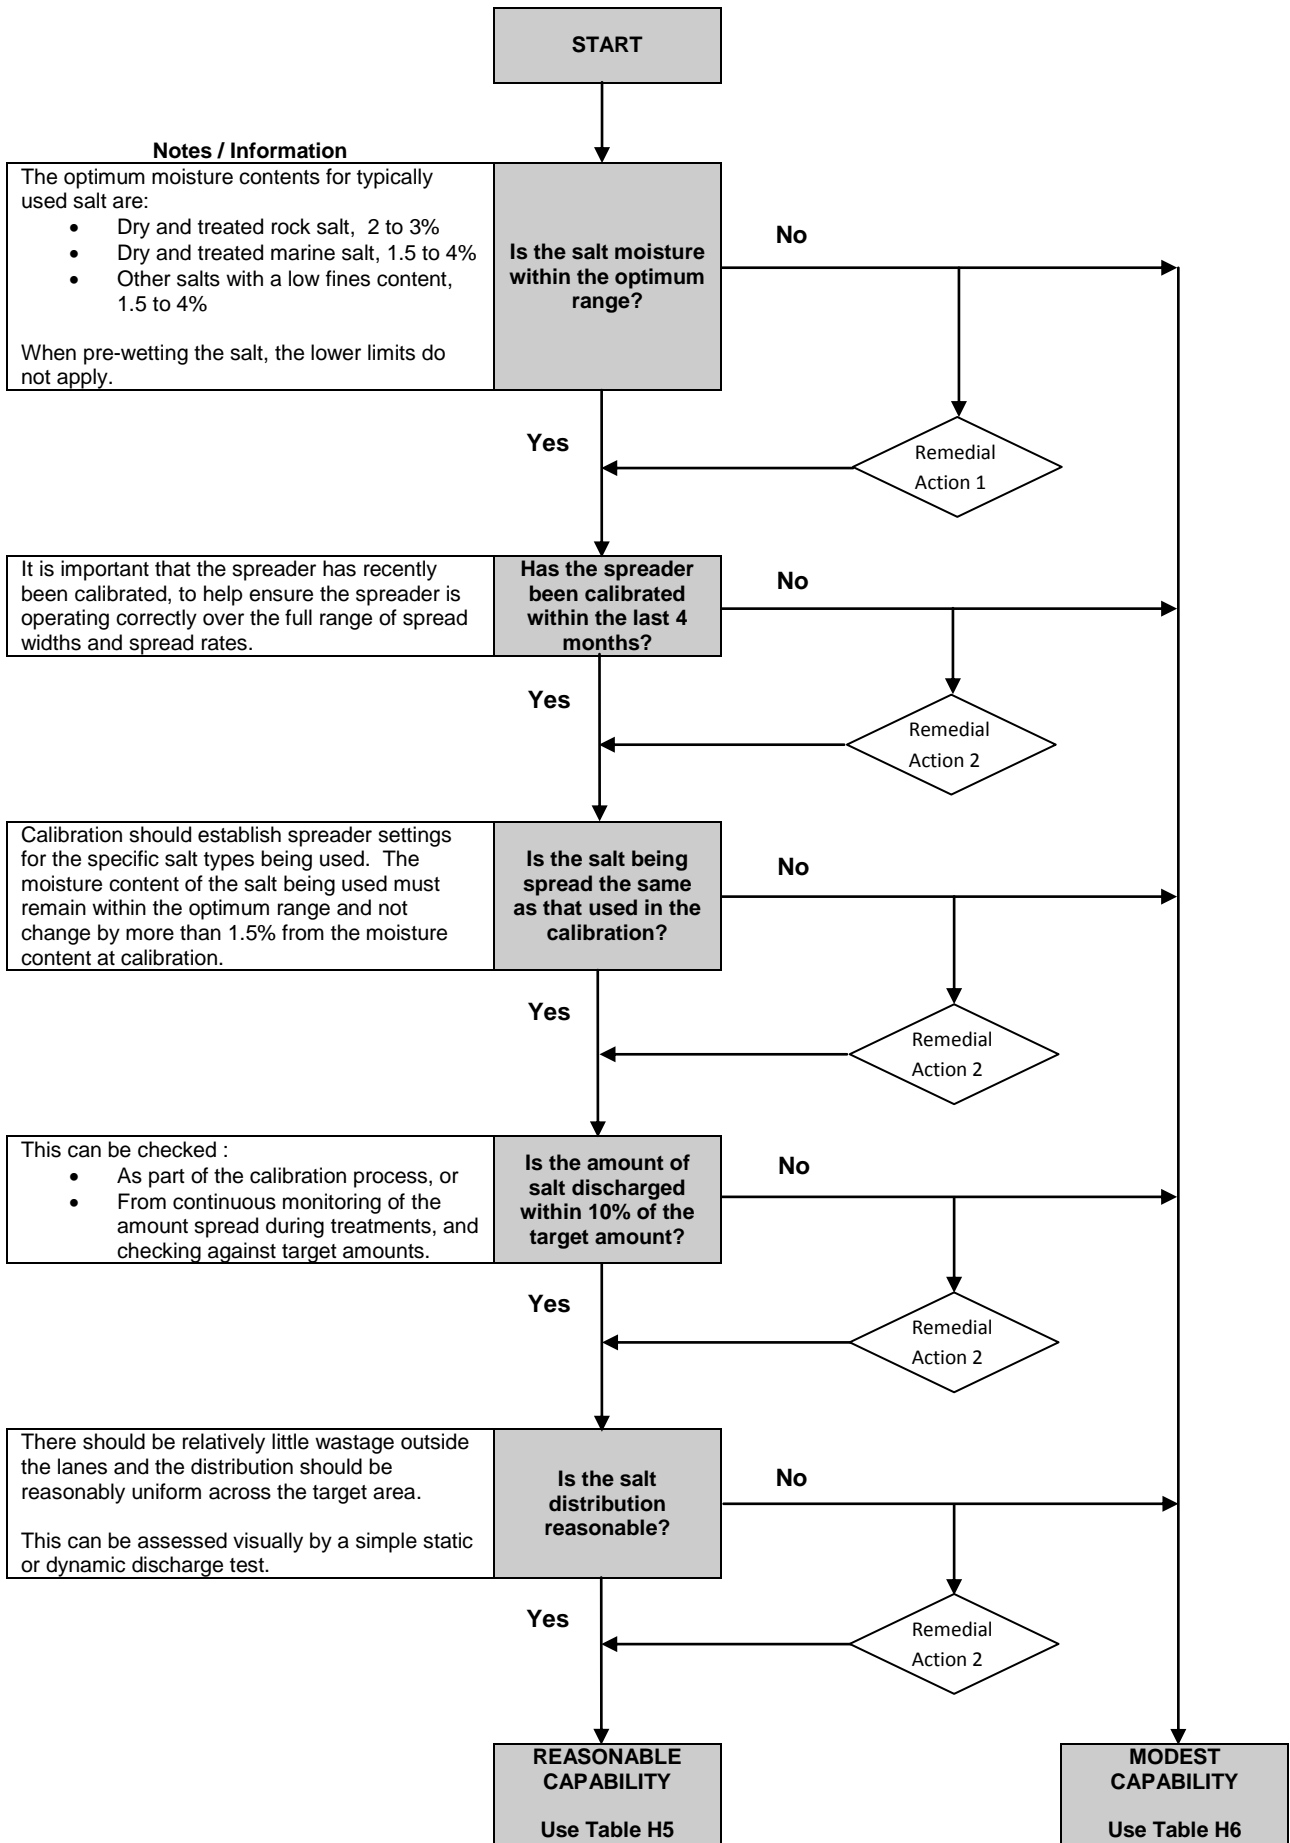 START
Notes / Information
The optimum moisture contents for typically
used salt are:
• Dry and treated rock salt, 2 to 3%
• Dry and treated marine salt, 1.5 to 4%
• Other salts with a low fines content,
1.5 to 4%
When pre-wetting the salt, the lower limits do
not apply.
Is the salt moisture
within the optimum
range?
No
Yes
Remedial
Action 1
It is important that the spreader has recently
been calibrated, to help ensure the spreader is
operating correctly over the full range of spread
widths and spread rates.
Has the spreader
been calibrated
within the last 4
months?
No
Yes
Remedial
Action 2
Calibration should establish spreader settings
for the specific salt types being used. The
moisture content of the salt being used must
remain within the optimum range and not
change by more than 1.5% from the moisture
content at calibration.
Is the salt being
spread the same
as that used in the
calibration?
No
Yes
Remedial
Action 2
This can be checked :
• As part of the calibration process, or
• From continuous monitoring of the
amount spread during treatments, and
checking against target amounts.
Is the amount of
salt discharged
within 10% of the
target amount?
No
Yes
Remedial
Action 2
There should be relatively little wastage outside
the lanes and the distribution should be
reasonably uniform across the target area.
This can be assessed visually by a simple static
or dynamic discharge test.
Is the salt
distribution
reasonable?
No
Yes
Remedial
Action 2
REASONABLE
CAPABILITY
Use Table H5
MODEST
CAPABILITY
Use Table H6